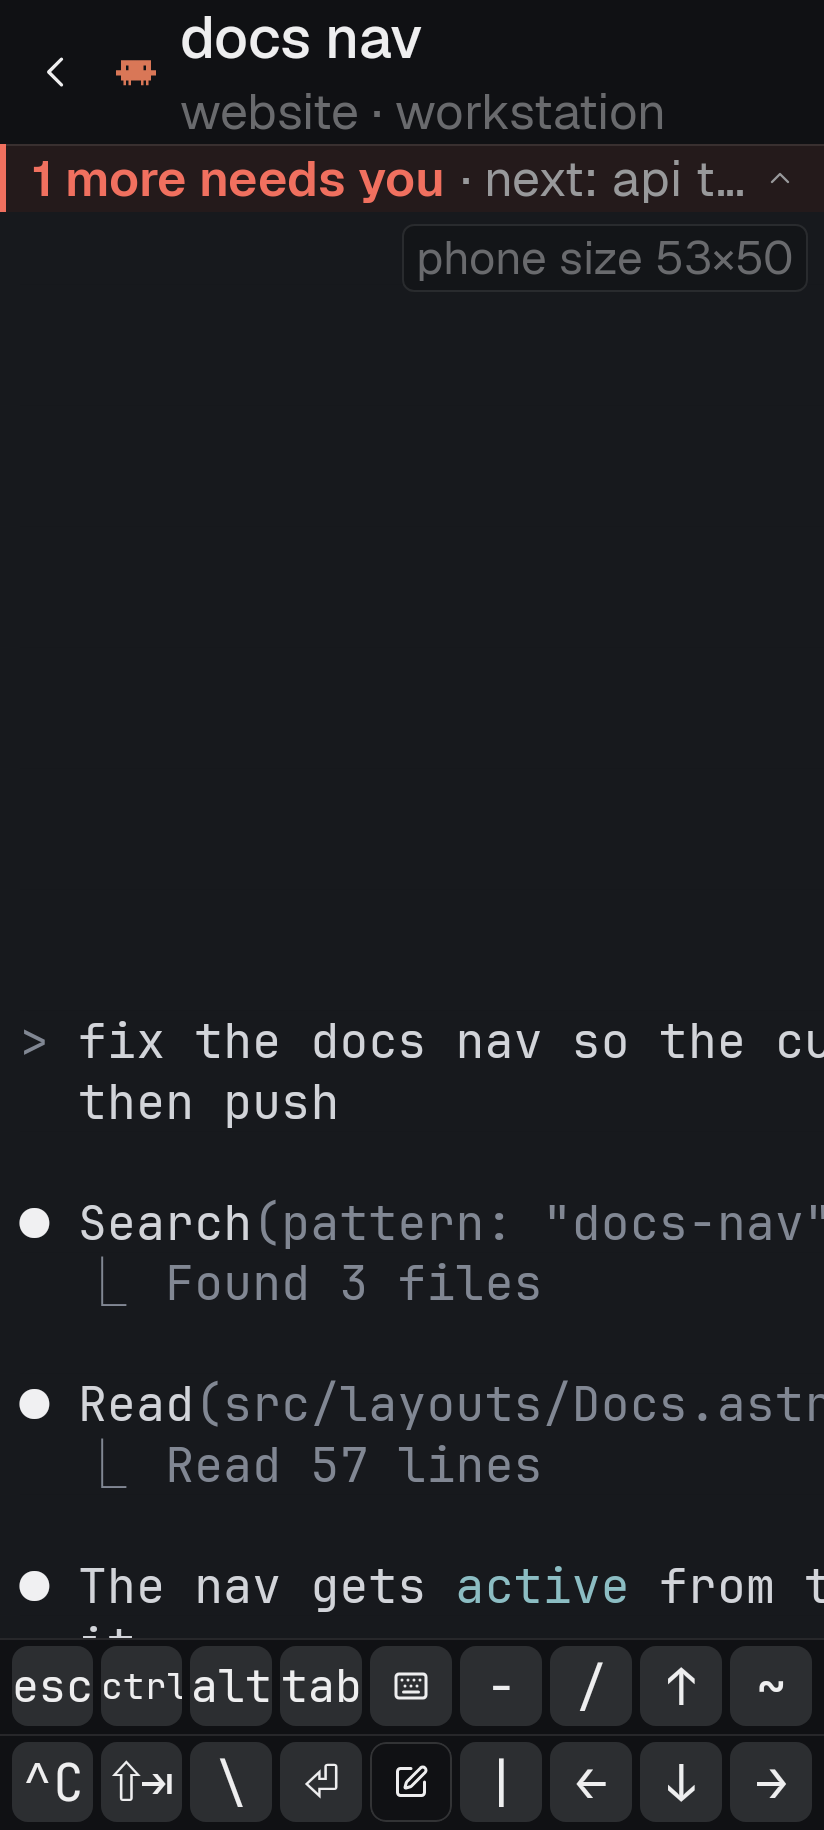 docs nav
website · workstation
1 more needs you · next: api t…
phone size 53×50
> fix the docs nav so the cu
then push
● Search(pattern: "docs-nav"
⎿ Found 3 files
● Read(src/layouts/Docs.astr
⎿ Read 57 lines
● The nav gets active from t
it
esc ctrl alt tab - / ↑ ~
^C ⇧⇥ \ ⏎ | ← ↓ →